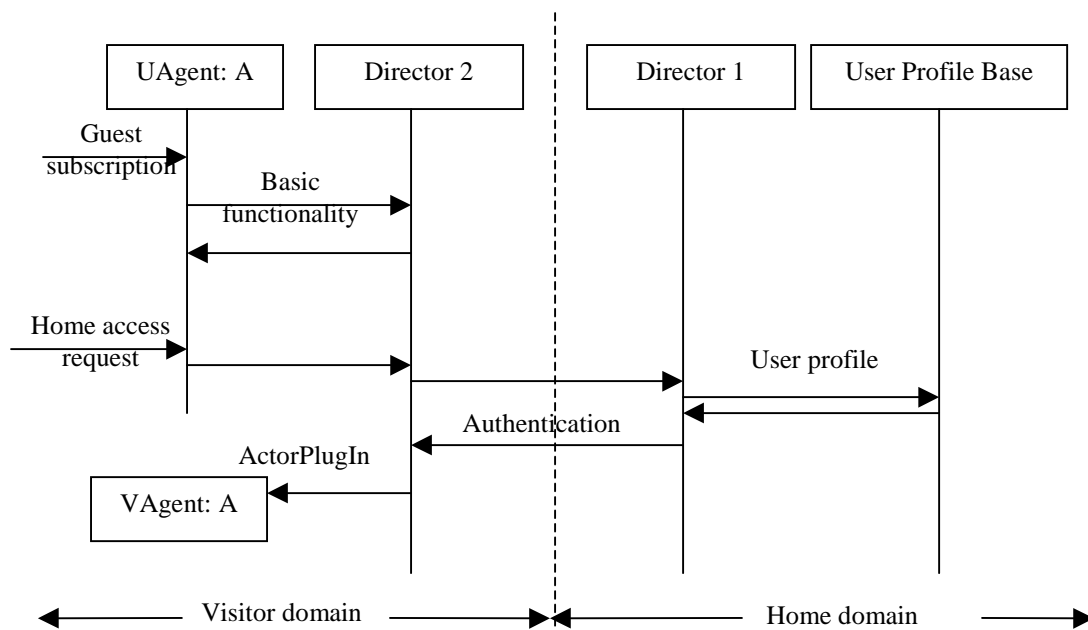 UAgent: A
Director 2
Director 1
User Profile Base
Guest
subscription
Basic
functionality
Home access
request
User profile
Authentication
ActorPlugIn
VAgent: A
Visitor domain
Home domain